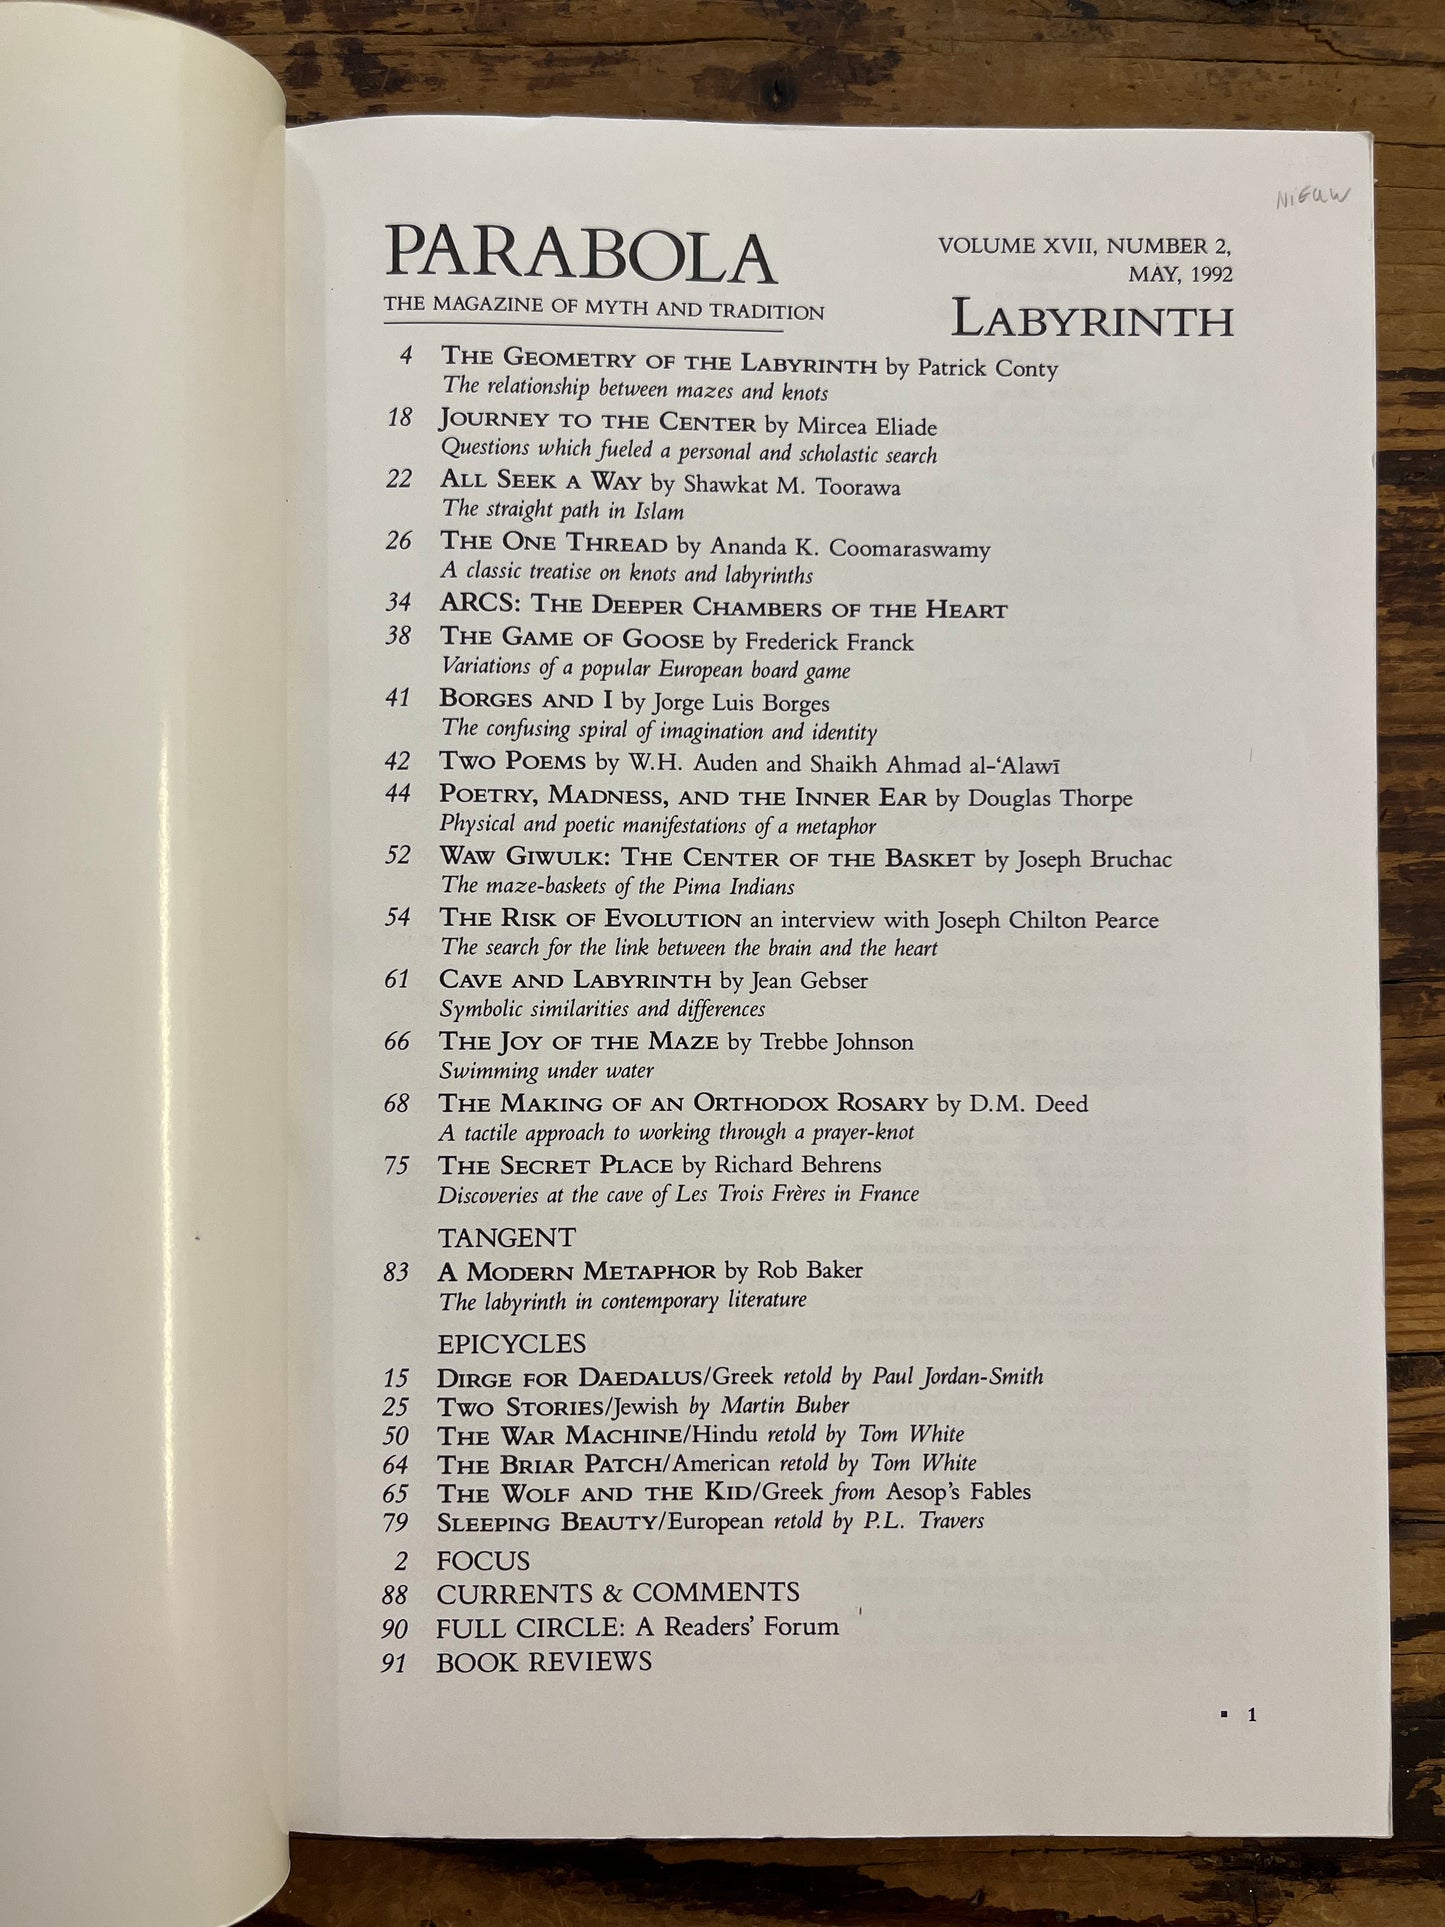 NIEUW
PARABOLA
THE MAGAZINE OF MYTH AND TRADITION
VOLUME XVII, NUMBER 2,
MAY, 1992
LABYRINTH
4 THE GEOMETRY OF THE LABYRINTH by Patrick Conty
The relationship between mazes and knots
18 JOURNEY TO THE CENTER by Mircea Eliade
Questions which fueled a personal and scholastic search
22 ALL SEEK A WAY by Shawkat M. Toorawa
The straight path in Islam
26 THE ONE THREAD by Ananda K. Coomaraswamy
A classic treatise on knots and labyrinths
34 ARCS: THE DEEPER CHAMBERS OF THE HEART
38 THE GAME OF GOOSE by Frederick Franck
Variations of a popular European board game
41 BORGES AND I by Jorge Luis Borges
The confusing spiral of imagination and identity
42 TWO POEMS by W.H. Auden and Shaikh Ahmad al-‘Alawī
44 POETRY, MADNESS, AND THE INNER EAR by Douglas Thorpe
Physical and poetic manifestations of a metaphor
52 WAW GIWULK: THE CENTER OF THE BASKET by Joseph Bruchac
The maze-baskets of the Pima Indians
54 THE RISK OF EVOLUTION an interview with Joseph Chilton Pearce
The search for the link between the brain and the heart
61 CAVE AND LABYRINTH by Jean Gebser
Symbolic similarities and differences
66 THE JOY OF THE MAZE by Trebbe Johnson
Swimming under water
68 THE MAKING OF AN ORTHODOX ROSARY by D.M. Deed
A tactile approach to working through a prayer-knot
75 THE SECRET PLACE by Richard Behrens
Discoveries at the cave of Les Trois Frères in France
TANGENT
83 A MODERN METAPHOR by Rob Baker
The labyrinth in contemporary literature
EPICYCLES
15 DIRGE FOR DAEDALUS/Greek retold by Paul Jordan-Smith
25 TWO STORIES/Jewish by Martin Buber
50 THE WAR MACHINE/Hindu retold by Tom White
64 THE BRIAR PATCH/American retold by Tom White
65 THE WOLF AND THE KID/Greek from Aesop's Fables
79 SLEEPING BEAUTY/European retold by P.L. Travers
2 FOCUS
88 CURRENTS & COMMENTS
90 FULL CIRCLE: A Readers' Forum
91 BOOK REVIEWS
▪ 1